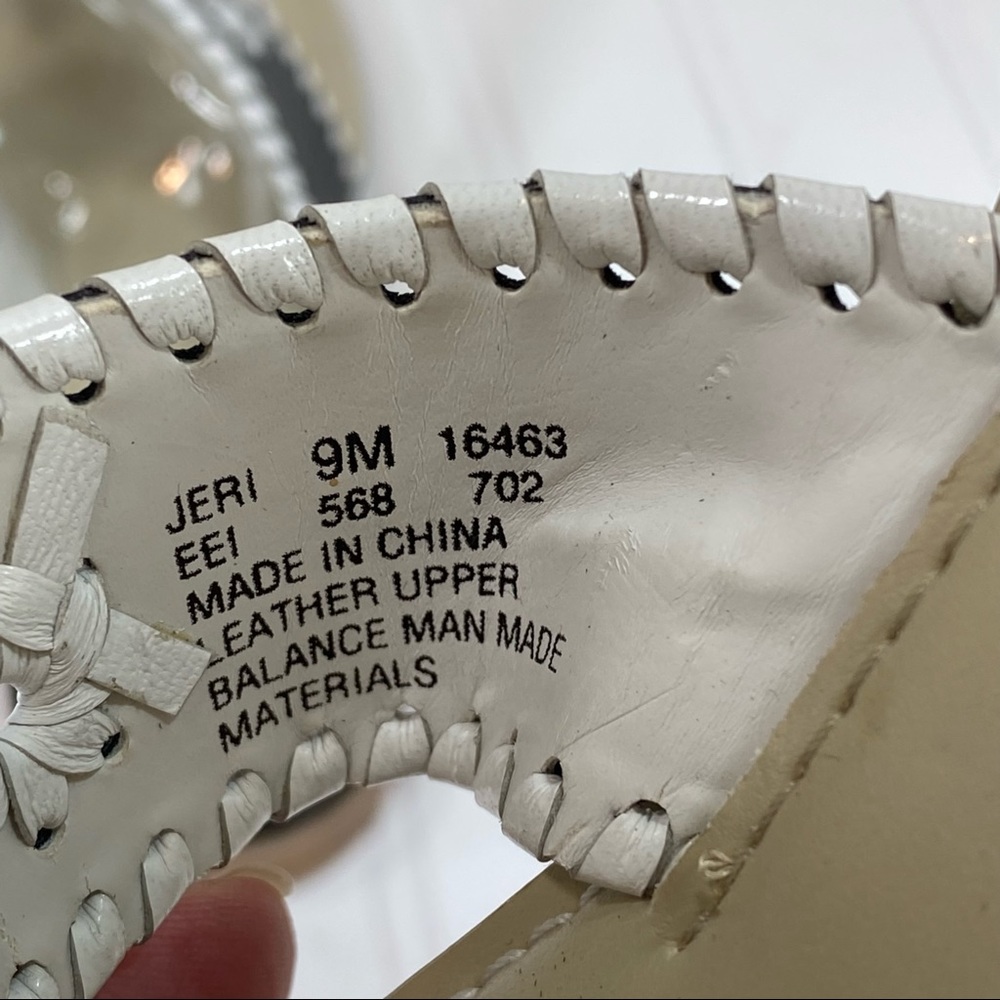 JERI 9M 16463
EEI 568 702
MADE IN CHINA
LEATHER UPPER
BALANCE MAN MADE
MATERIALS